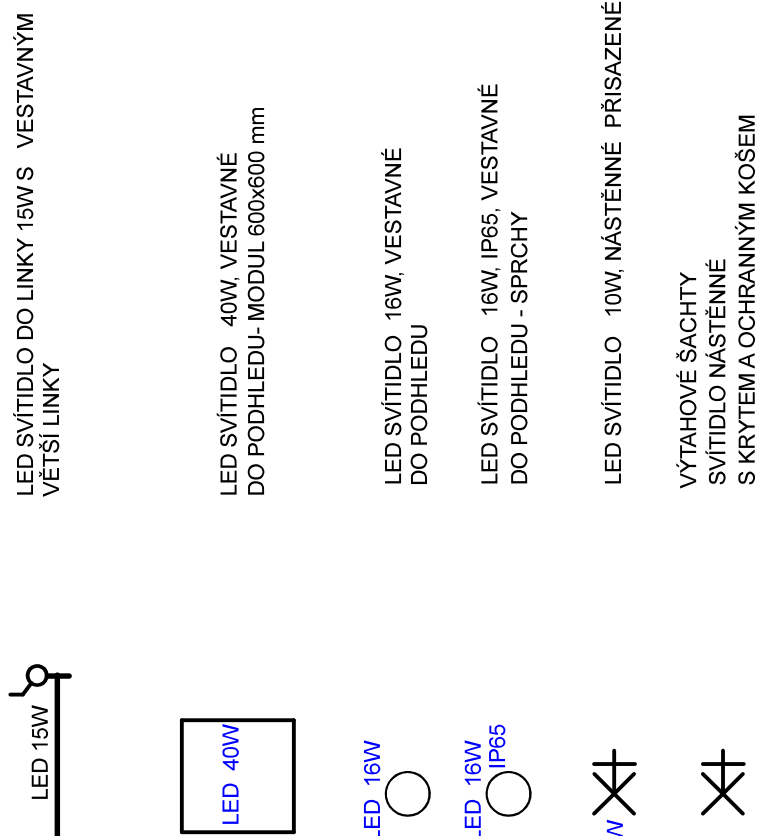 LED SVÍTIDLO DO LINKY 15W S VESTAVNÝM
VĚTŠÍ LINKY
LED 15W
LED SVÍTIDLO 40W, VESTAVNÉ
DO PODHLEDU- MODUL 600x600 mm
LED 40W
LED SVÍTIDLO 16W, VESTAVNÉ
DO PODHLEDU
LED 16W
LED SVÍTIDLO 16W, IP65, VESTAVNÉ
DO PODHLEDU - SPRCHY
LED 16W
IP65
LED SVÍTIDLO 10W, NÁSTĚNNÉ PŘISAZENÉ
W
VÝTAHOVÉ ŠACHTY
SVÍTIDLO NÁSTĚNNÉ
S KRYTEM A OCHRANNÝM KOŠEM